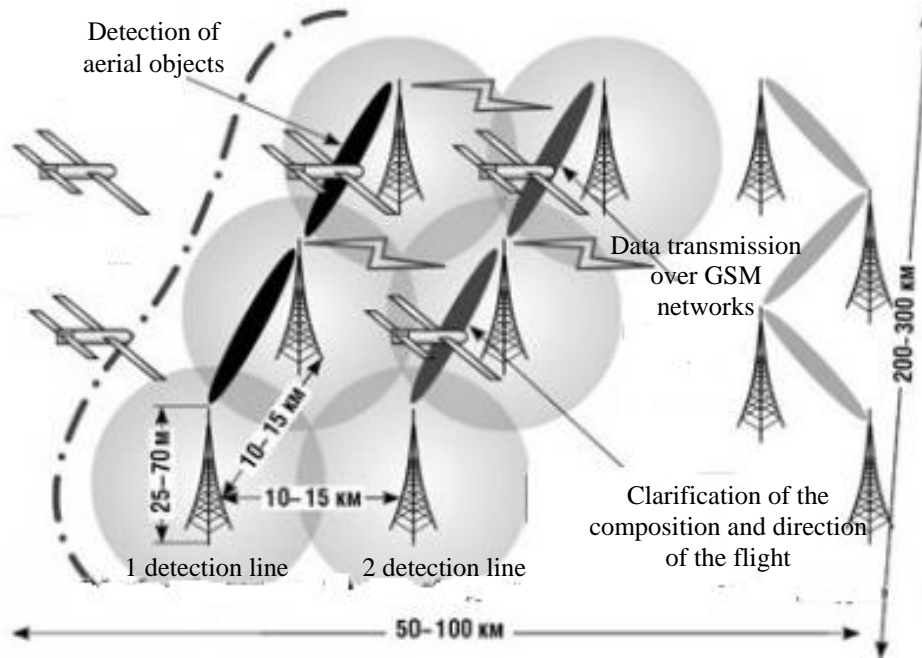 Detection of
aerial objects
Data transmission
over GSM
networks
200–300 км
10–15 км
25–70 м
10–15 км
Clarification of the
composition and direction
of the flight
1 detection line
2 detection line
50–100 км